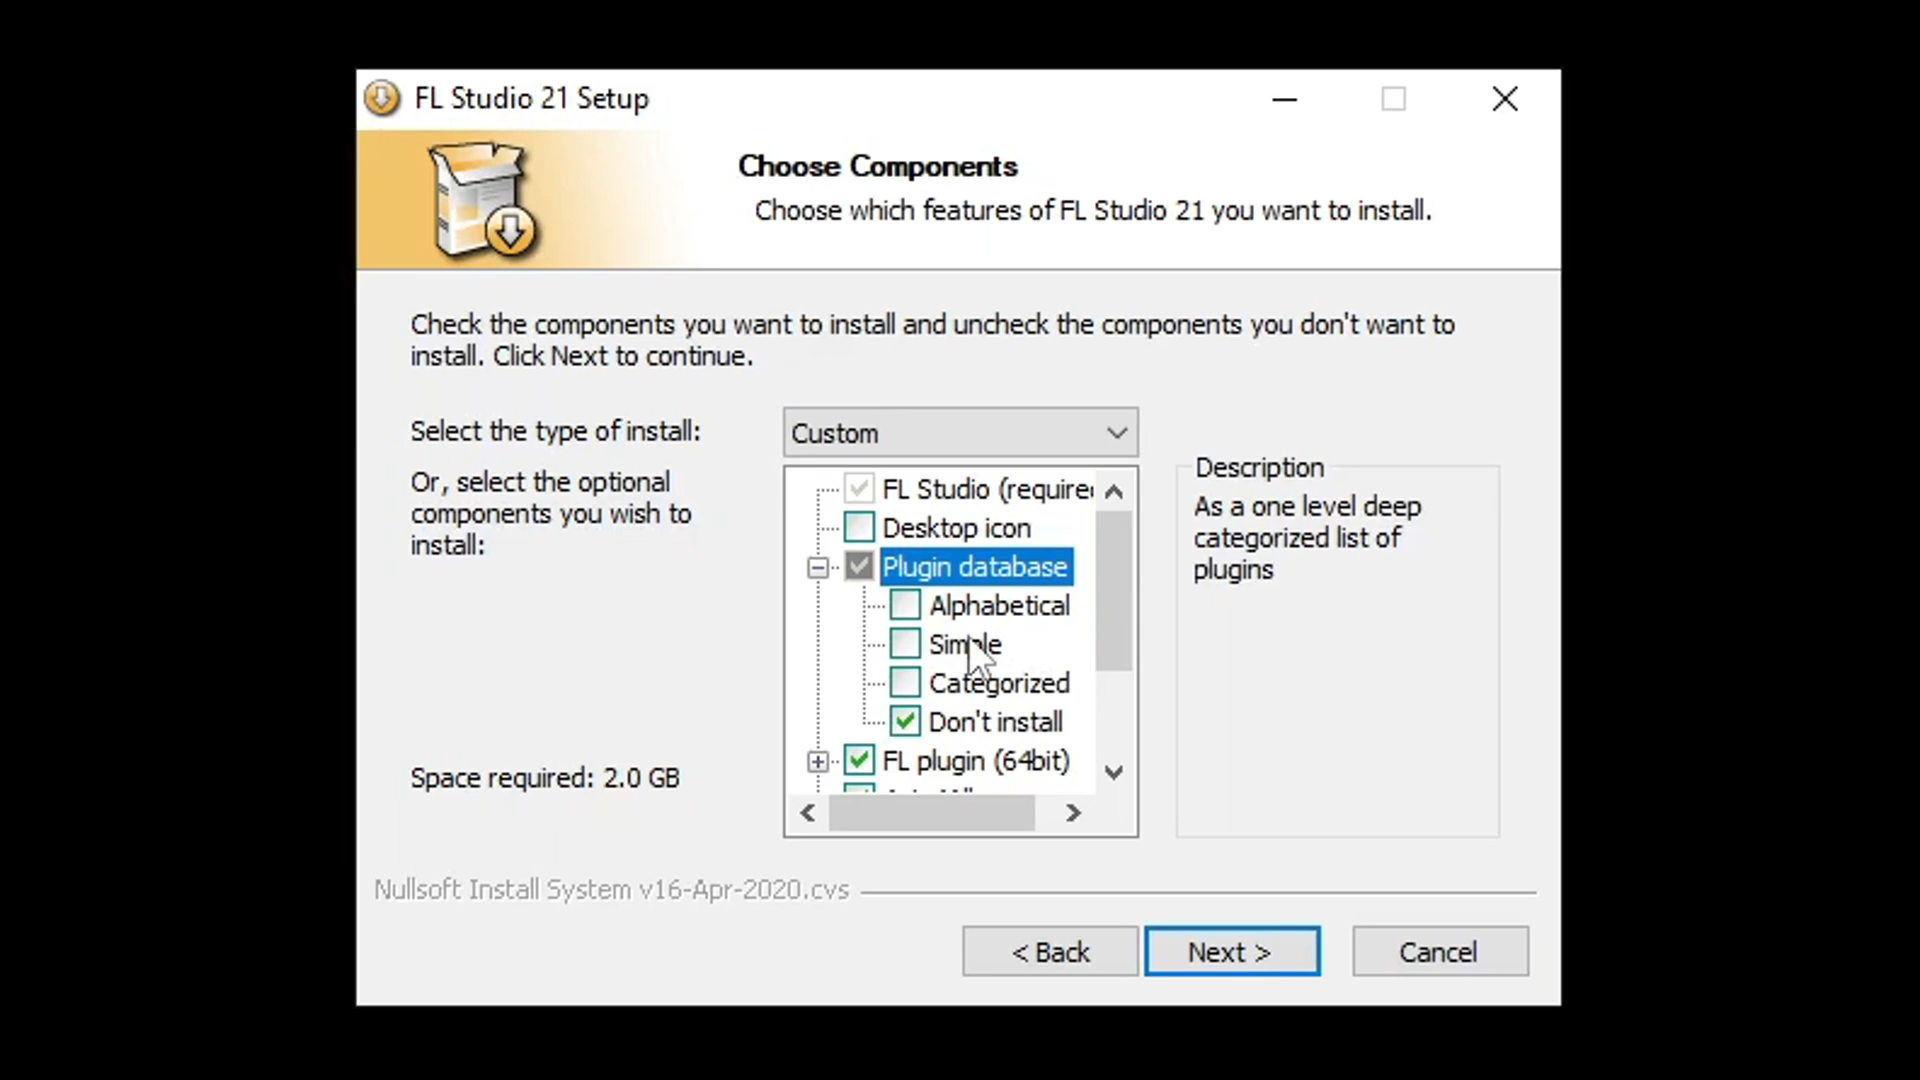 FL Studio 21 Setup
Choose Components
Choose which features of FL Studio 21 you want to install.
Check the components you want to install and uncheck the components you don't want to
install. Click Next to continue.
Select the type of install:
Custom
Or, select the optional
components you wish to
install:
FL Studio (require
Desktop icon
Plugin database
Alphabetical
Simple
Categorized
Don't install
FL plugin (64bit)
Description
As a one level deep
categorized list of
plugins
Space required: 2.0 GB
Nullsoft Install System v16-Apr-2020.cvs
< Back
Next >
Cancel